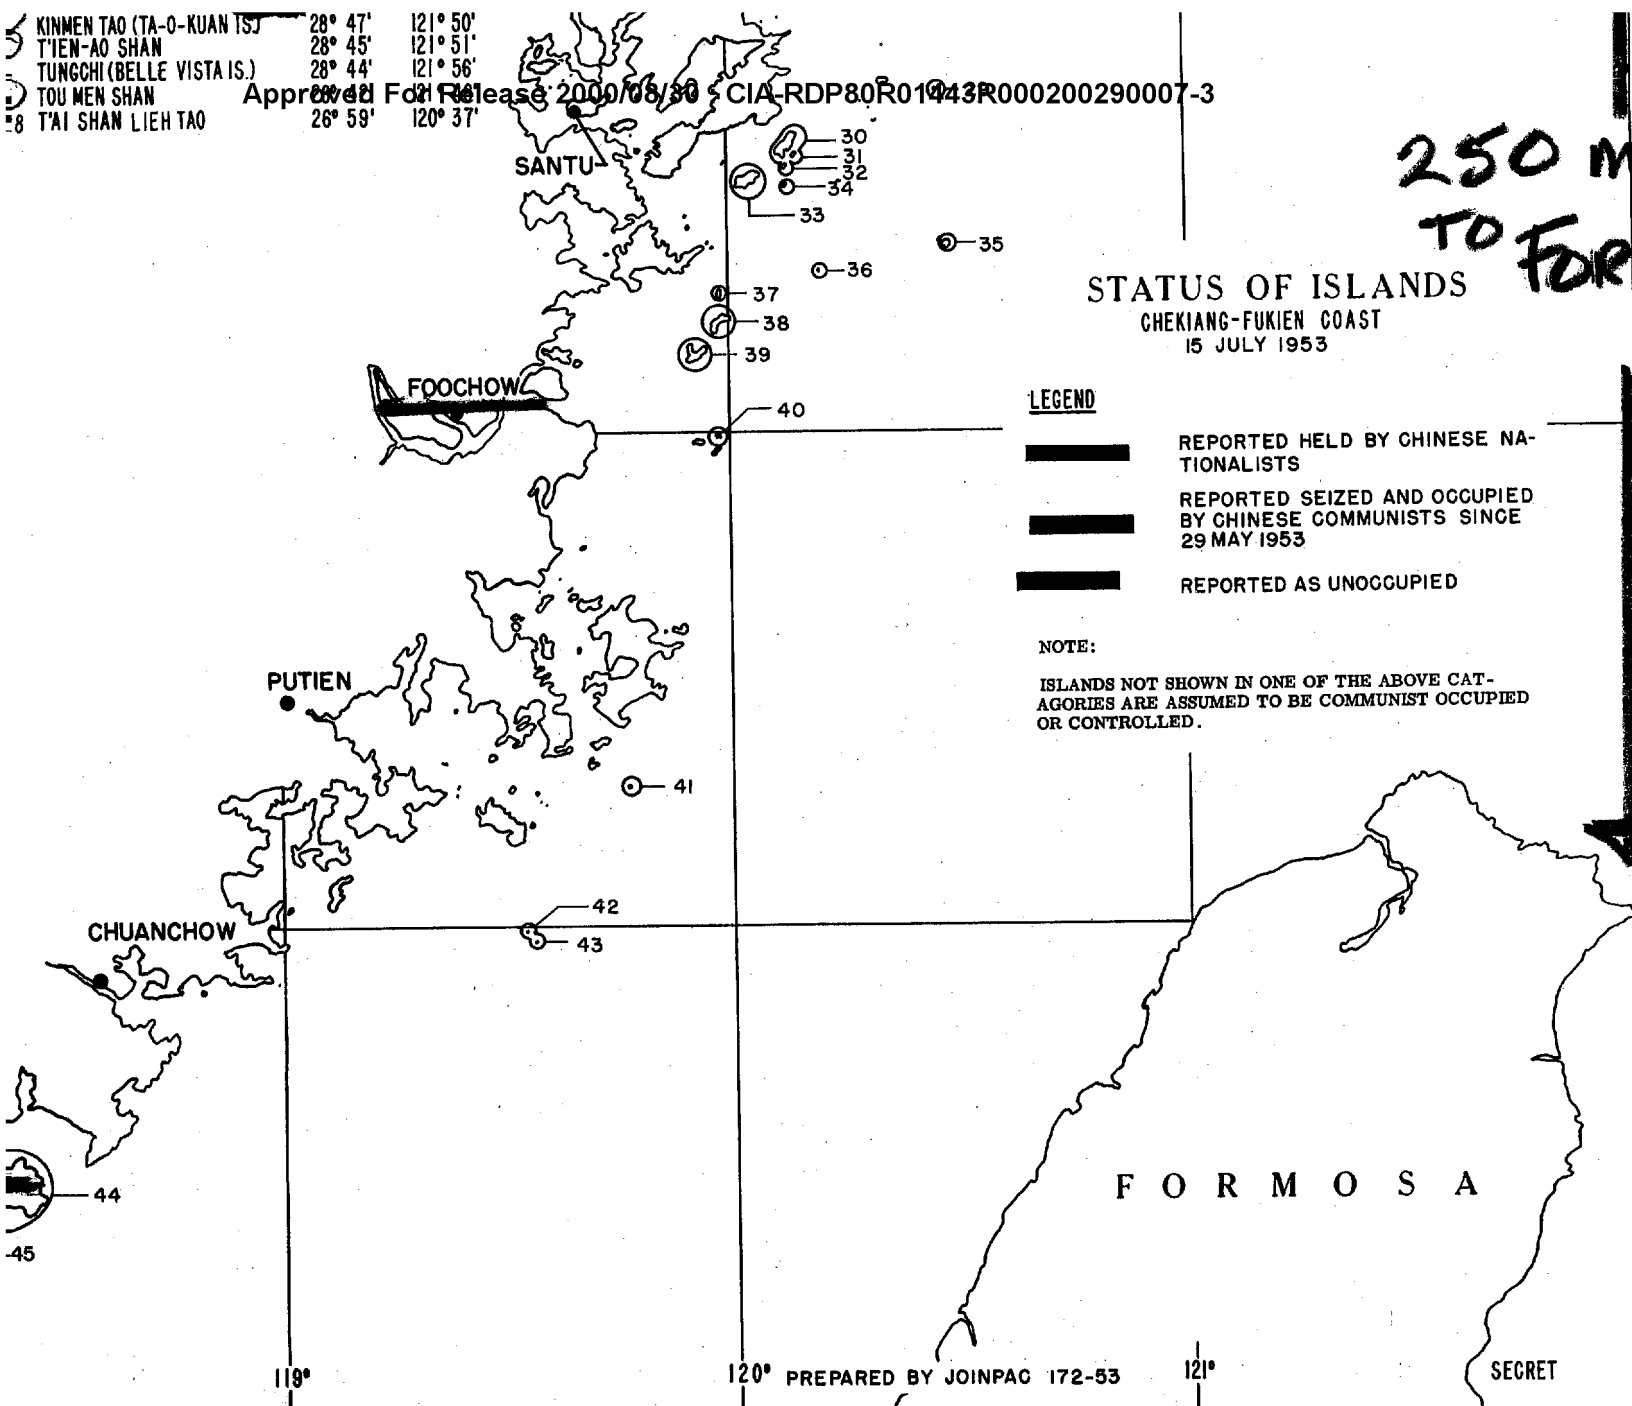 KINMEN TAO (TA-O-KUAN IS.) 28° 47' 121° 50'
T'IEN-AO SHAN 28° 45' 121° 51'
TUNGCHI (BELLE VISTA IS.) 28° 44' 121° 56'
TOU MEN SHAN
Approved For Release 2000/08/30 : CIA-RDP80R01443R000200290007-3
8 T'AI SHAN LIEH TAO 26° 59' 120° 37'
250 M
TO FOR
SANTU
30
31
32
34
33
35
36
37
38
39
40
STATUS OF ISLANDS
CHEKIANG-FUKIEN COAST
15 JULY 1953
FOOCHOW
LEGEND
REPORTED HELD BY CHINESE NA-
TIONALISTS
REPORTED SEIZED AND OCCUPIED
BY CHINESE COMMUNISTS SINCE
29 MAY 1953
REPORTED AS UNOCCUPIED
NOTE:
ISLANDS NOT SHOWN IN ONE OF THE ABOVE CAT-
AGORIES ARE ASSUMED TO BE COMMUNIST OCCUPIED
OR CONTROLLED.
PUTIEN
41
42
43
CHUANCHOW
44
-45
FORMOSA
119°
120°
PREPARED BY JOINPAC 172-53
121°
SECRET